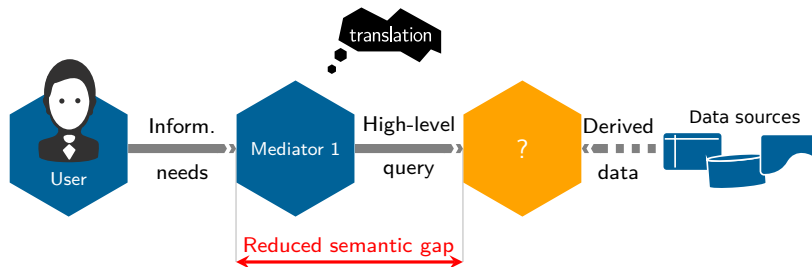 translation
User
Inform.
needs
Mediator 1
High-level
query
?
Derived
data
Data sources
Reduced semantic gap